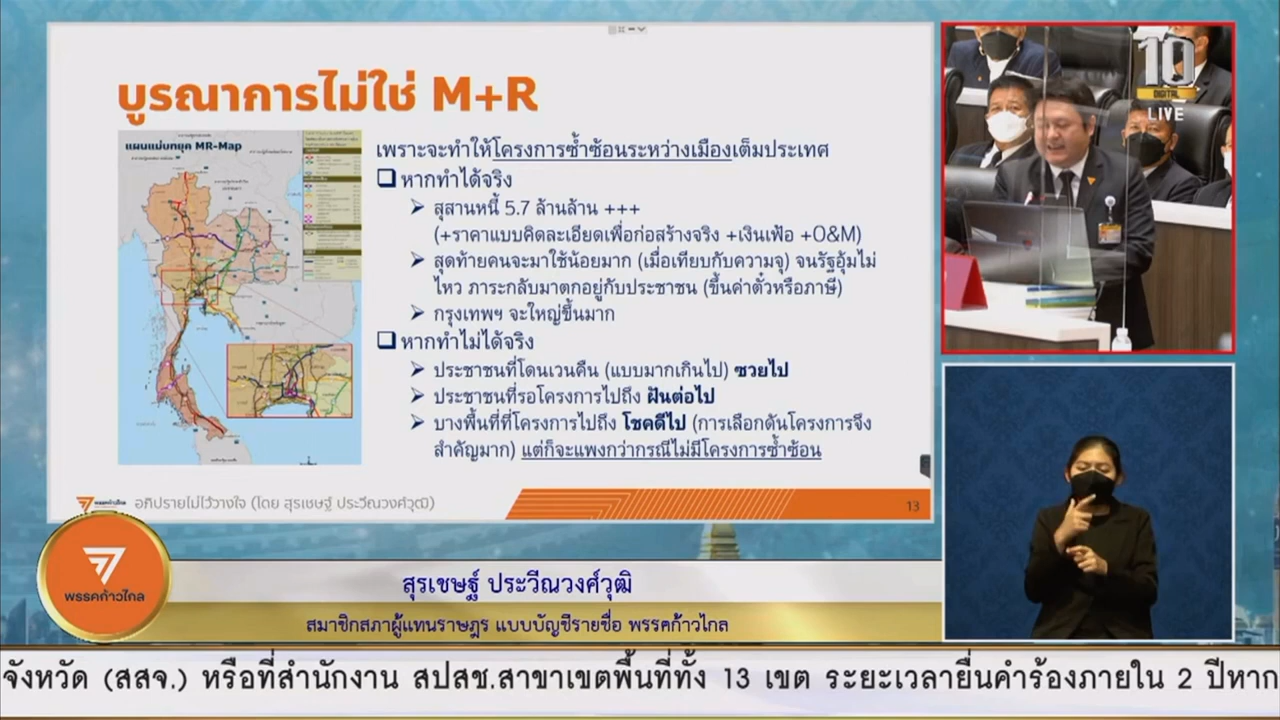 บูรณาการไม่ใช่ M+R
แผนแม่บทยุค MR-Map
เพราะจะทำให้โครงการซ้ำซ้อนระหว่างเมืองเต็มประเทศ
❑ หากทำได้จริง
➢ สุสานหนี้ 5.7 ล้านล้าน +++
(+ราคาแบบคิดละเอียดเพื่อก่อสร้างจริง +เงินเฟ้อ +O&M)
➢ สุดท้ายคนจะมาใช้น้อยมาก (เมื่อเทียบกับความจุ) จนรัฐอุ้มไม่
ไหว ภาระกลับมาตกอยู่กับประชาชน (ขึ้นค่าตั๋วหรือภาษี)
➢ กรุงเทพฯ จะใหญ่ขึ้นมาก
❑ หากทำไม่ได้จริง
➢ ประชาชนที่โดนเวนคืน (แบบมากเกินไป) ซวยไป
➢ ประชาชนที่รอโครงการไปถึง ฝันต่อไป
➢ บางพื้นที่ที่โครงการไปถึง โชคดีไป (การเลือกดันโครงการจึง
สำคัญมาก) แต่ก็จะแพงกว่ากรณีไม่มีโครงการซ้ำซ้อน
อภิปรายไม่ไว้วางใจ (โดย สุรเชษฐ์ ประวีณวงศ์วุฒิ)
13
10
DIGITAL
LIVE
พรรคก้าวไกล
สุรเชษฐ์ ประวีณวงศ์วุฒิ
สมาชิกสภาผู้แทนราษฎร แบบบัญชีรายชื่อ พรรคก้าวไกล
จังหวัด (สสจ.) หรือที่สำนักงาน สปสช.สาขาเขตพื้นที่ทั้ง 13 เขต ระยะเวลายื่นคำร้องภายใน 2 ปีหาก